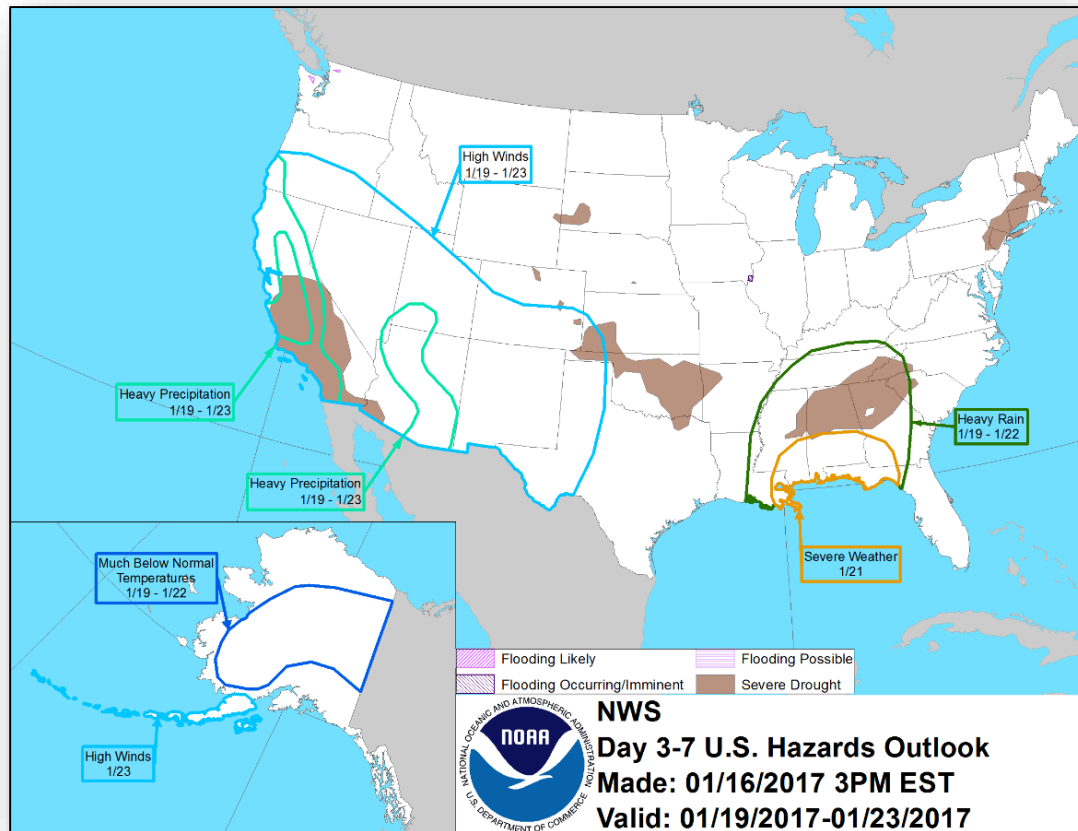 High Winds
1/19 - 1/23
Heavy Precipitation
1/19 - 1/23
Heavy Rain
1/19 - 1/22
Heavy Precipitation
1/19 - 1/23
Severe Weather
1/21
Much Below Normal
Temperatures
1/19 - 1/22
High Winds
1/23
Flooding Likely
Flooding Possible
Flooding Occurring/Imminent
Severe Drought
NATIONAL OCEANIC AND ATMOSPHERIC ADMINISTRATION
NOAA
U.S. DEPARTMENT OF COMMERCE
NWS
Day 3-7 U.S. Hazards Outlook
Made: 01/16/2017 3PM EST
Valid: 01/19/2017-01/23/2017